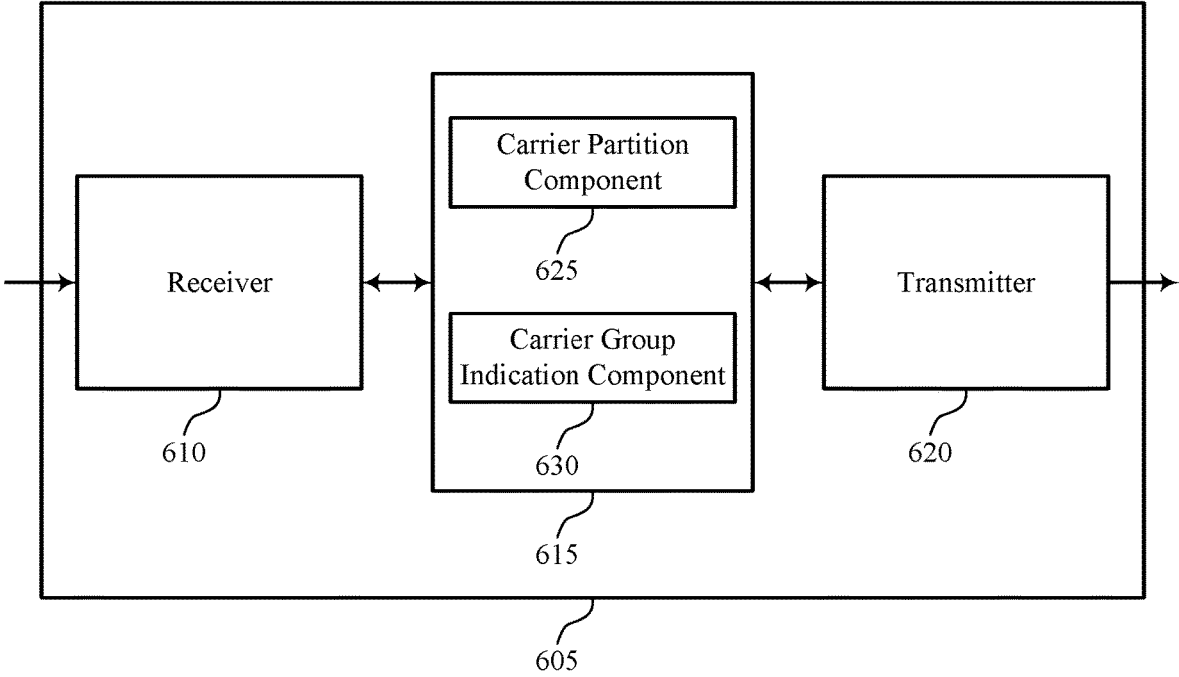 Carrier Partition
Component
625
Receiver
Transmitter
Carrier Group
Indication Component
610
630
620
615
605